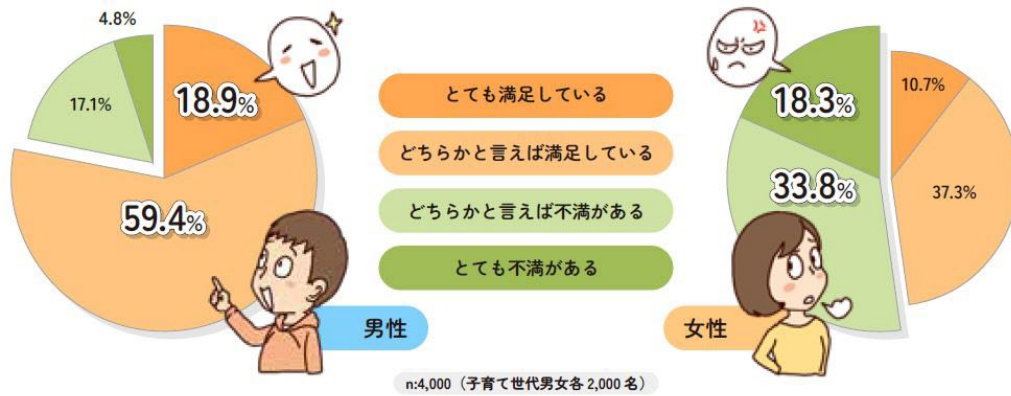 4.8%
17.1%
18.9%
59.4%
男性
とても満足している
どちらかと言えば満足している
どちらかと言えば不満がある
とても不満がある
18.3%
10.7%
33.8%
37.3%
女性
n:4,000（子育て世代男女各 2,000 名）